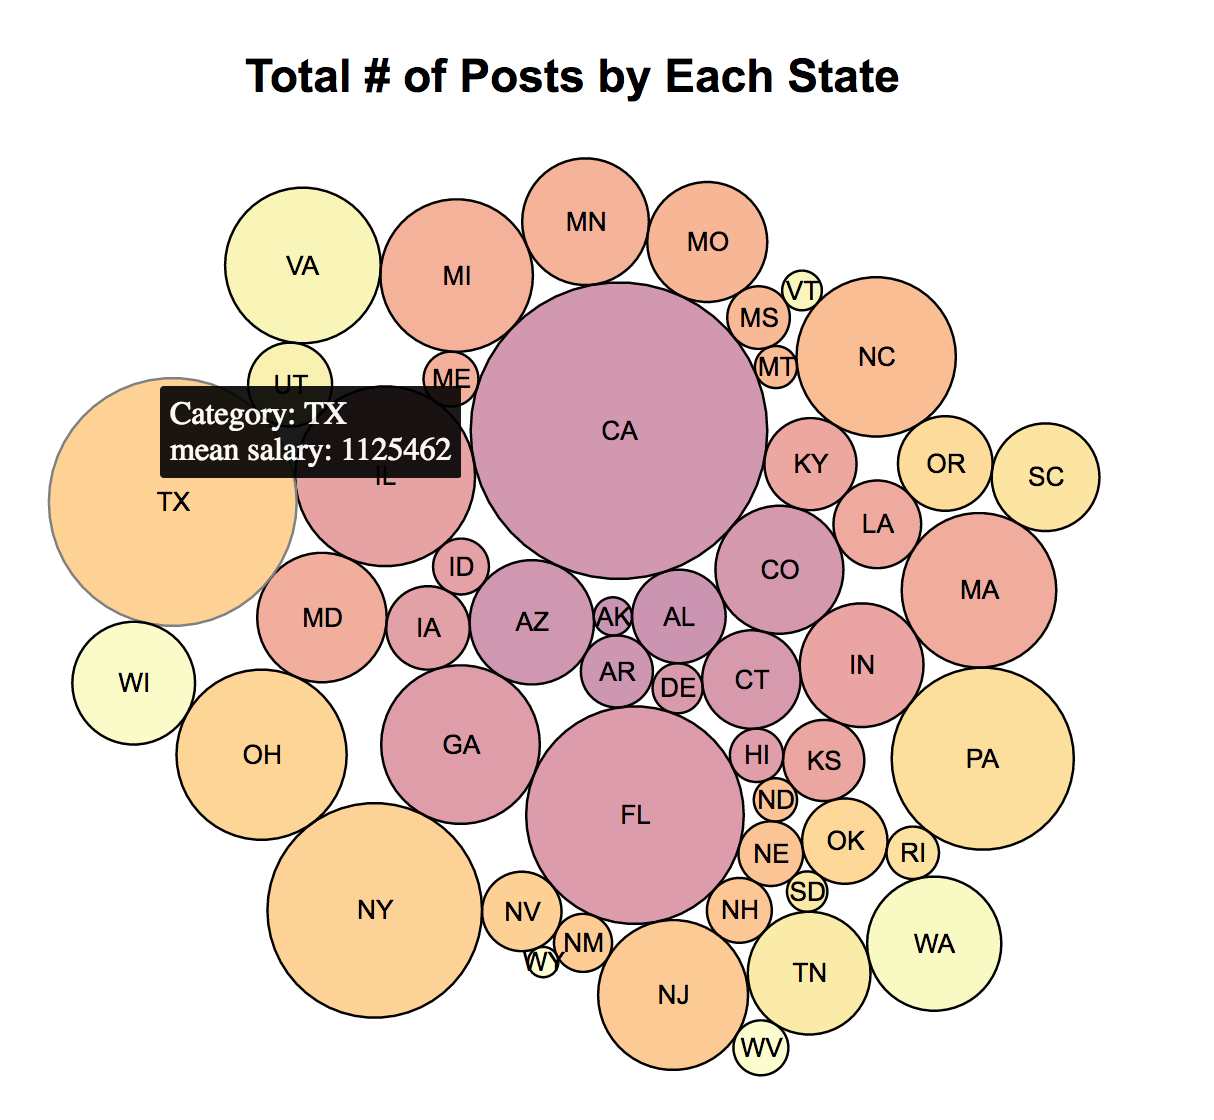 Total # of Posts by Each State
MN
MO
VA
MI
VT
MS
NC
MT
ME
UT
Category: TX
mean salary: 1125462
CA
KY
OR
SC
IL
TX
LA
ID
CO
MA
MD
IA
AZ
AK
AL
IN
AR
DE
CT
WI
GA
OH
HI
KS
PA
ND
FL
OK
NE
RI
SD
NY
NV
NH
NM
WA
WY
NJ
TN
WV